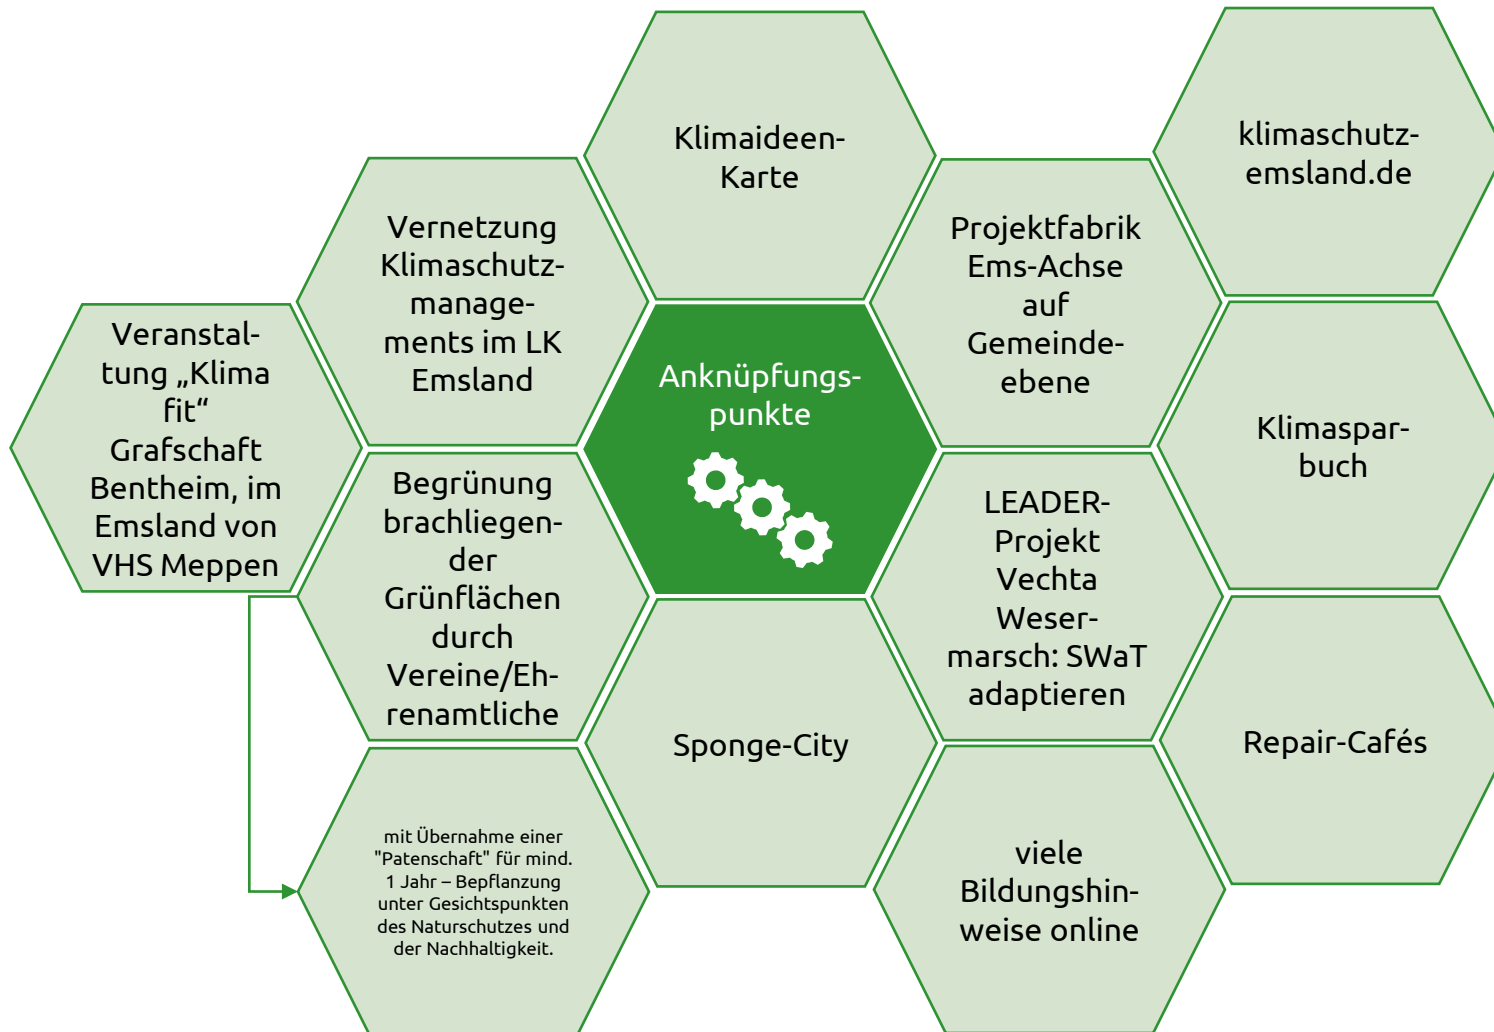 Klimaideen-
Karte
klimaschutz-
emsland.de
Vernetzung
Klimaschutz-
manage-
ments im LK
Emsland
Projektfabrik
Ems-Achse
auf
Gemeinde-
ebene
Veranstal-
tung „Klima
fit“
Grafschaft
Bentheim, im
Emsland von
VHS Meppen
Anknüpfungs-
punkte
Klimaspar-
buch
Begrünung
brachliegen-
der
Grünflächen
durch
Vereine/Eh-
renamtliche
LEADER-
Projekt
Vechta
Weser-
marsch: SWaT
adaptieren
Sponge-City
Repair-Cafés
mit Übernahme einer
"Patenschaft" für mind.
1 Jahr – Bepflanzung
unter Gesichtspunkten
des Naturschutzes und
der Nachhaltigkeit.
viele
Bildungshin-
weise online